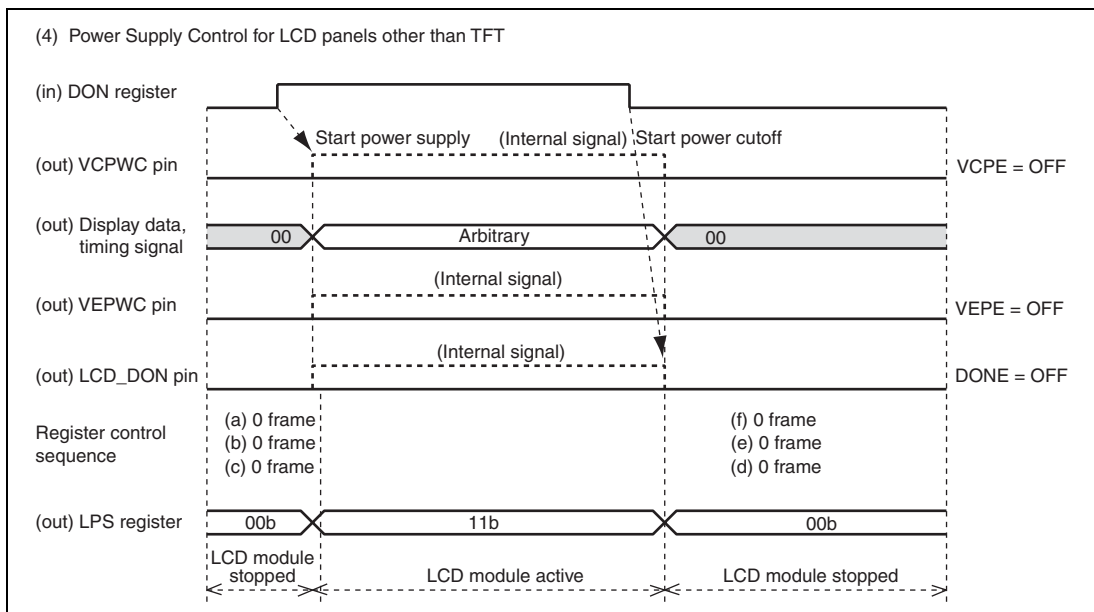 (4) Power Supply Control for LCD panels other than TFT
(in) DON register
Start power supply
(Internal signal)
Start power cutoff
(out) VCPWC pin
VCPE = OFF
(out) Display data,
timing signal
00
Arbitrary
00
(Internal signal)
(out) VEPWC pin
VEPE = OFF
(Internal signal)
(out) LCD_DON pin
DONE = OFF
Register control
sequence
(a) 0 frame
(b) 0 frame
(c) 0 frame
(f) 0 frame
(e) 0 frame
(d) 0 frame
(out) LPS register
00b
11b
00b
LCD module
stopped
LCD module active
LCD module stopped